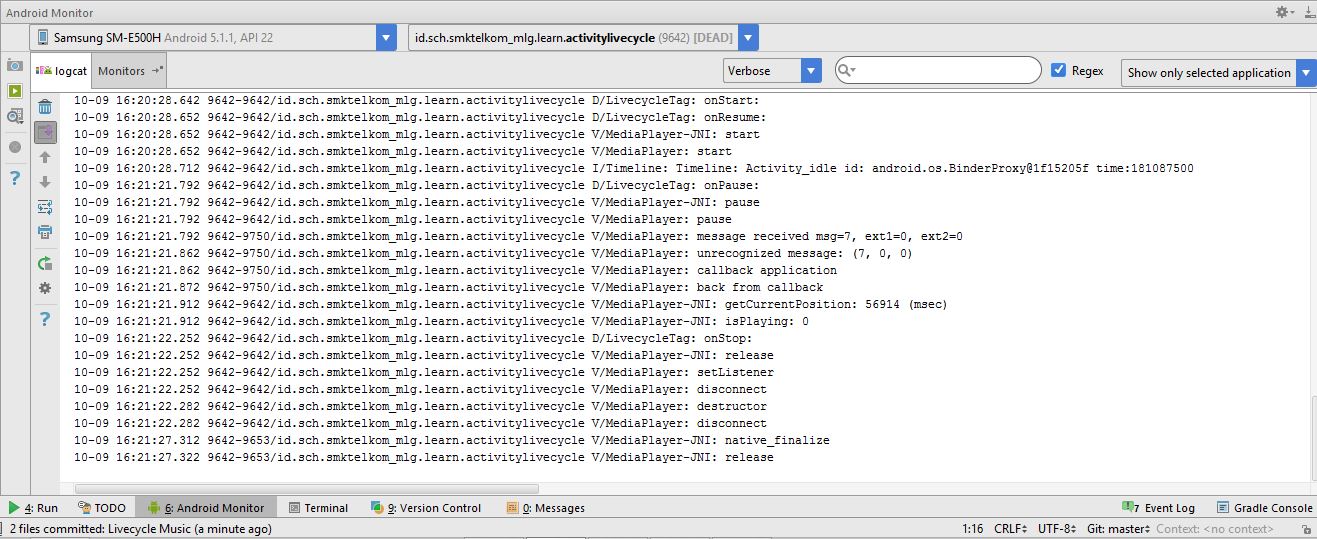 Android Monitor
Samsung SM-E500H Android 5.1.1, API 22
id.sch.smktelkom_mlg.learn.activitylivecycle (9642) [DEAD]
logcat
Monitors
Verbose
Regex
Show only selected application
10-09 16:20:28.642 9642-9642/id.sch.smktelkom_mlg.learn.activitylivecycle D/LivecycleTag: onStart:
10-09 16:20:28.652 9642-9642/id.sch.smktelkom_mlg.learn.activitylivecycle D/LivecycleTag: onResume:
10-09 16:20:28.652 9642-9642/id.sch.smktelkom_mlg.learn.activitylivecycle V/MediaPlayer-JNI: start
10-09 16:20:28.652 9642-9642/id.sch.smktelkom_mlg.learn.activitylivecycle V/MediaPlayer: start
10-09 16:20:28.712 9642-9642/id.sch.smktelkom_mlg.learn.activitylivecycle I/Timeline: Timeline: Activity_idle id: android.os.BinderProxy@1f15205f time:181087500
10-09 16:21:21.792 9642-9642/id.sch.smktelkom_mlg.learn.activitylivecycle D/LivecycleTag: onPause:
10-09 16:21:21.792 9642-9642/id.sch.smktelkom_mlg.learn.activitylivecycle V/MediaPlayer-JNI: pause
10-09 16:21:21.792 9642-9642/id.sch.smktelkom_mlg.learn.activitylivecycle V/MediaPlayer: pause
10-09 16:21:21.792 9642-9750/id.sch.smktelkom_mlg.learn.activitylivecycle V/MediaPlayer: message received msg=7, ext1=0, ext2=0
10-09 16:21:21.862 9642-9750/id.sch.smktelkom_mlg.learn.activitylivecycle V/MediaPlayer: unrecognized message: (7, 0, 0)
10-09 16:21:21.862 9642-9750/id.sch.smktelkom_mlg.learn.activitylivecycle V/MediaPlayer: callback application
10-09 16:21:21.872 9642-9750/id.sch.smktelkom_mlg.learn.activitylivecycle V/MediaPlayer: back from callback
10-09 16:21:21.912 9642-9642/id.sch.smktelkom_mlg.learn.activitylivecycle V/MediaPlayer-JNI: getCurrentPosition: 56914 (msec)
10-09 16:21:21.912 9642-9642/id.sch.smktelkom_mlg.learn.activitylivecycle V/MediaPlayer-JNI: isPlaying: 0
10-09 16:21:22.252 9642-9642/id.sch.smktelkom_mlg.learn.activitylivecycle D/LivecycleTag: onStop:
10-09 16:21:22.252 9642-9642/id.sch.smktelkom_mlg.learn.activitylivecycle V/MediaPlayer-JNI: release
10-09 16:21:22.252 9642-9642/id.sch.smktelkom_mlg.learn.activitylivecycle V/MediaPlayer: setListener
10-09 16:21:22.252 9642-9642/id.sch.smktelkom_mlg.learn.activitylivecycle V/MediaPlayer: disconnect
10-09 16:21:22.282 9642-9642/id.sch.smktelkom_mlg.learn.activitylivecycle V/MediaPlayer: destructor
10-09 16:21:22.282 9642-9642/id.sch.smktelkom_mlg.learn.activitylivecycle V/MediaPlayer: disconnect
10-09 16:21:27.312 9642-9653/id.sch.smktelkom_mlg.learn.activitylivecycle V/MediaPlayer-JNI: native_finalize
10-09 16:21:27.322 9642-9653/id.sch.smktelkom_mlg.learn.activitylivecycle V/MediaPlayer-JNI: release
4: Run
TODO
6: Android Monitor
Terminal
9: Version Control
0: Messages
7 Event Log
Gradle Console
2 files committed: Livecycle Music (a minute ago)
1:16 CRLF UTF-8 Git: master Context: <no context>